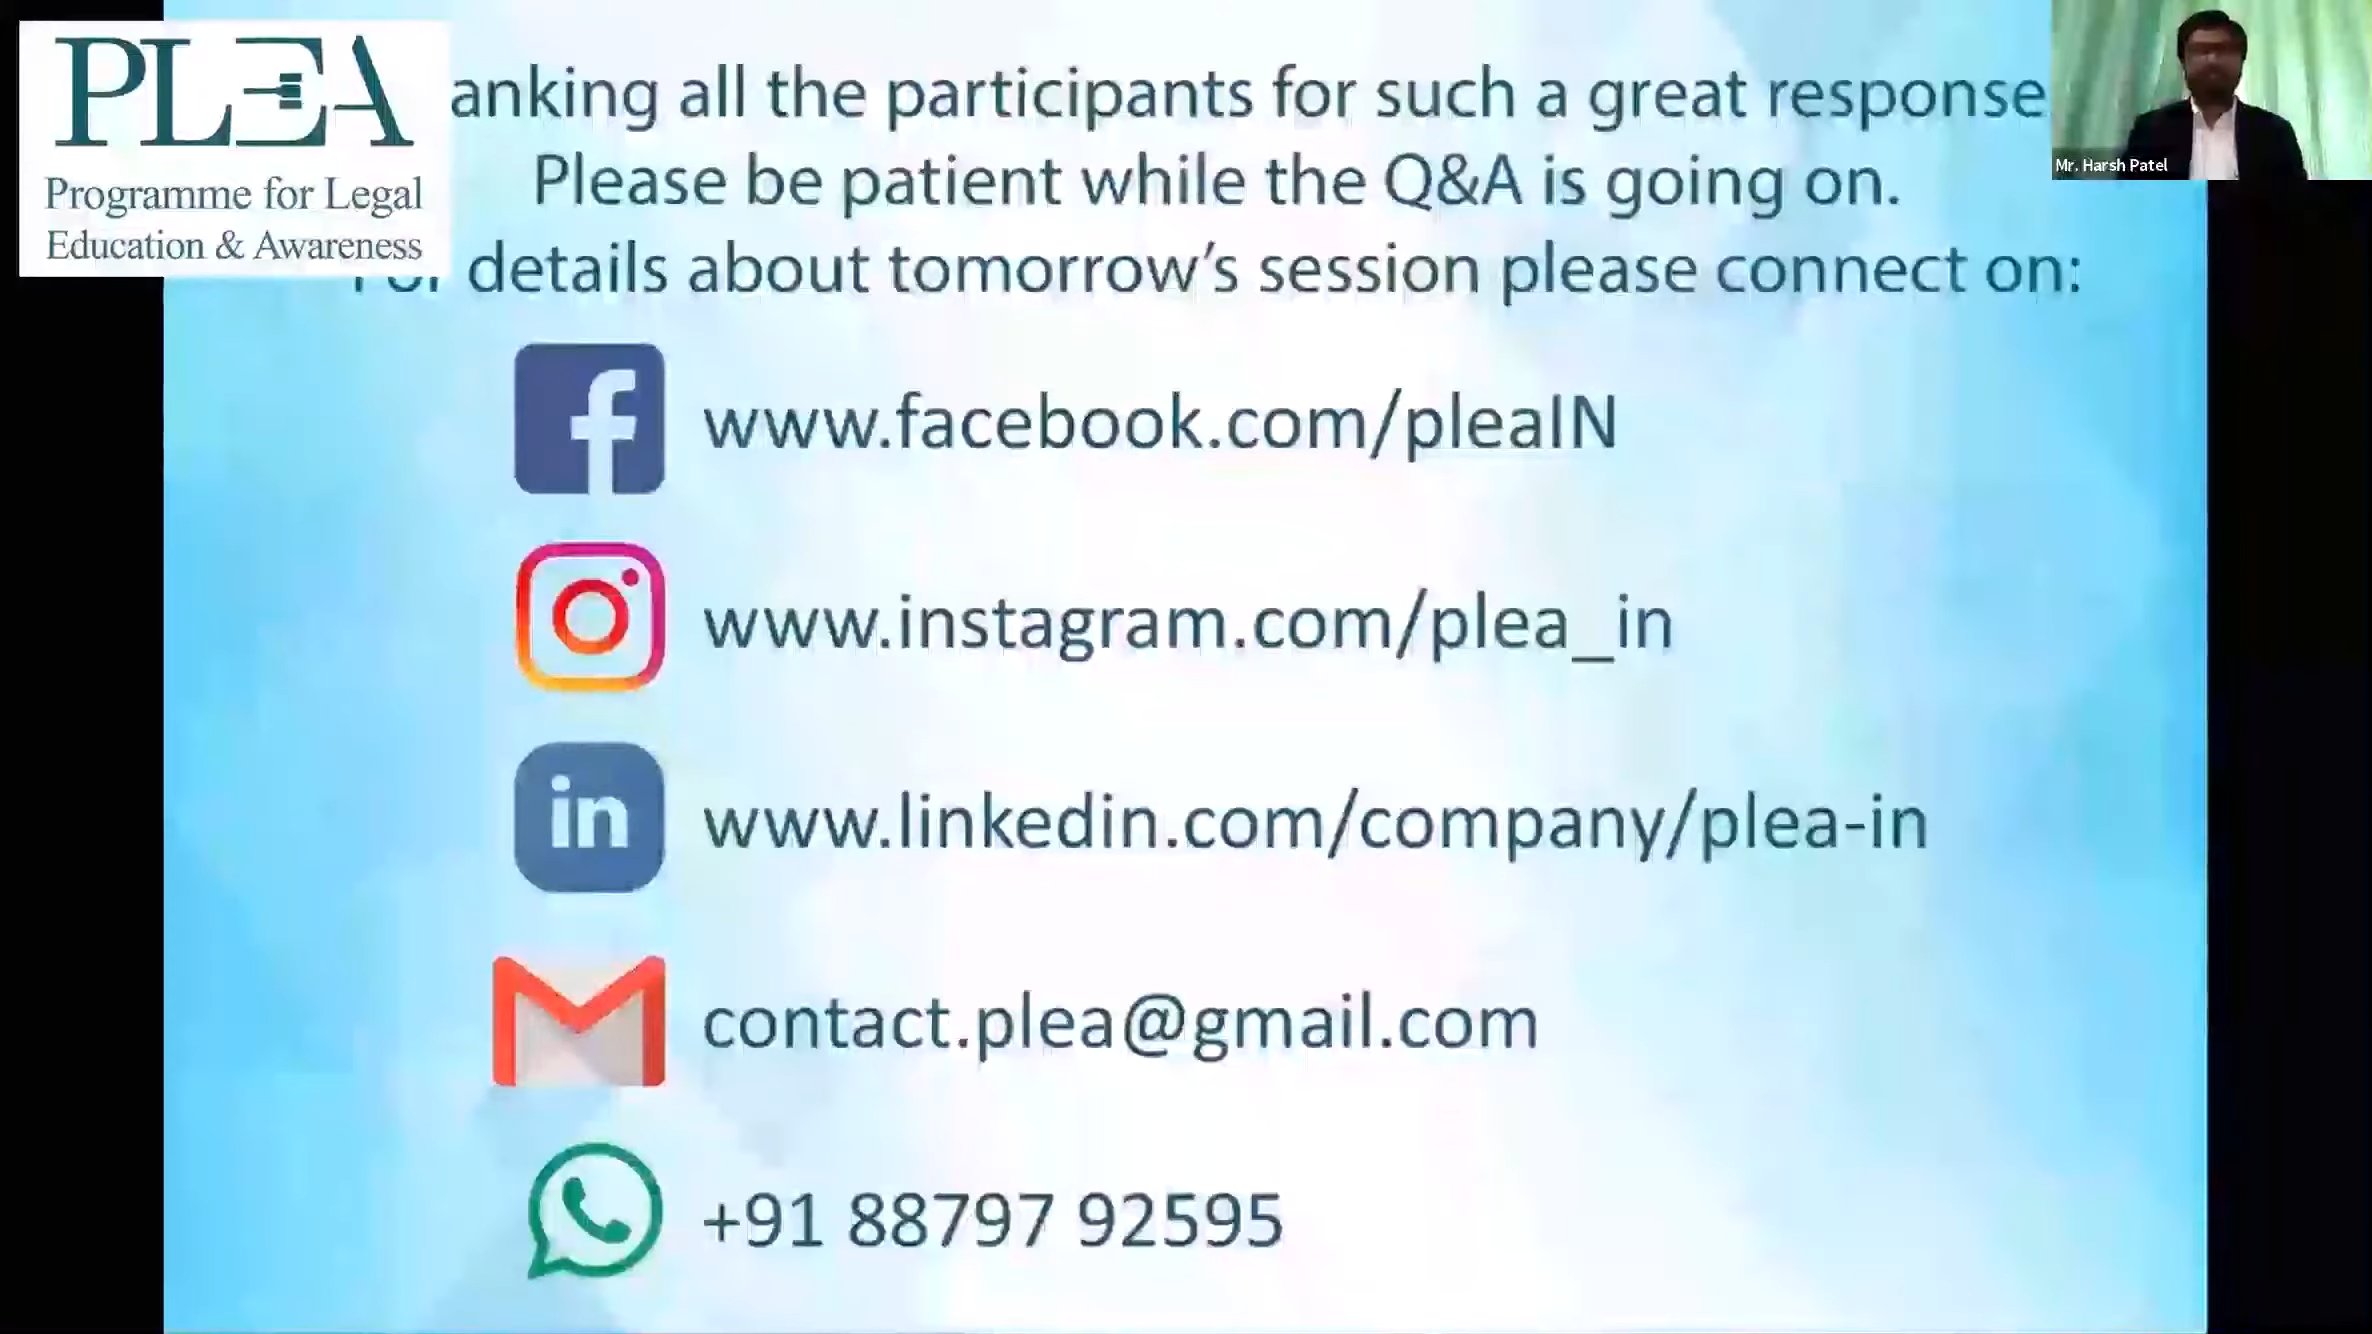 PLEA
Programme for Legal
Education & Awareness
anking all the participants for such a great response
Please be patient while the Q&A is going on.
details about tomorrow's session please connect on:
Mr. Harsh Patel
f www.facebook.com/pleaIN
www.instagram.com/plea_in
in www.linkedin.com/company/plea-in
contact.plea@gmail.com
+91 88797 92595